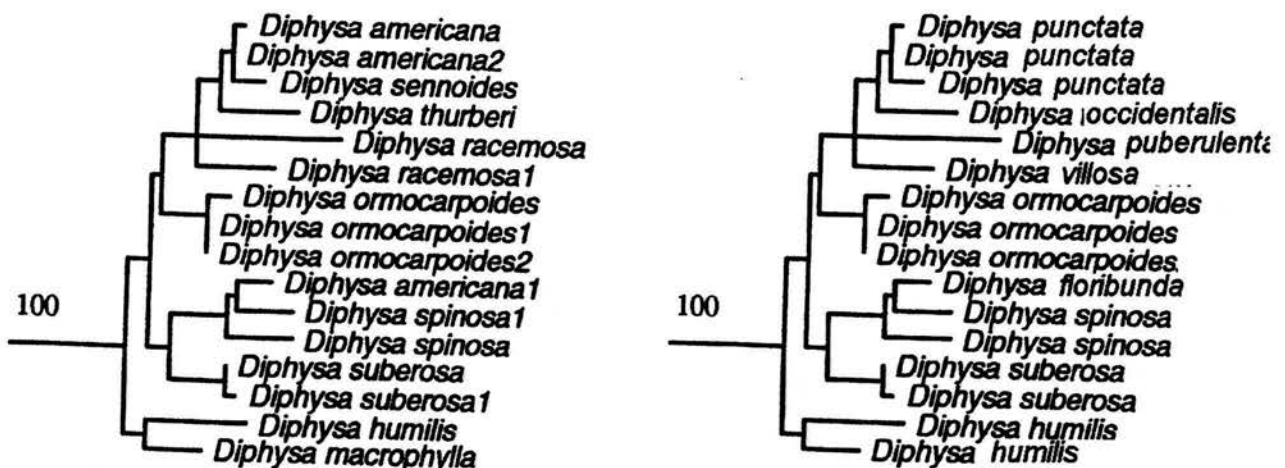 Diphysa americana
Diphysa americana2
Diphysa sennoides
Diphysa thurberi
Diphysa racemosa
Diphysa racemosa1
Diphysa ormocarpoides
Diphysa ormocarpoides1
Diphysa ormocarpoides2
Diphysa americana1
100
Diphysa spinosa1
Diphysa spinosa
Diphysa suberosa
Diphysa suberosa1
Diphysa humilis
Diphysa macrophylla
Diphysa punctata
Diphysa punctata
Diphysa punctata
Diphysa occidentalis
Diphysa puberulenta
Diphysa villosa
Diphysa ormocarpoides
Diphysa ormocarpoides
Diphysa ormocarpoides
Diphysa floribunda
100
Diphysa spinosa
Diphysa spinosa
Diphysa suberosa
Diphysa suberosa
Diphysa humilis
Diphysa humilis